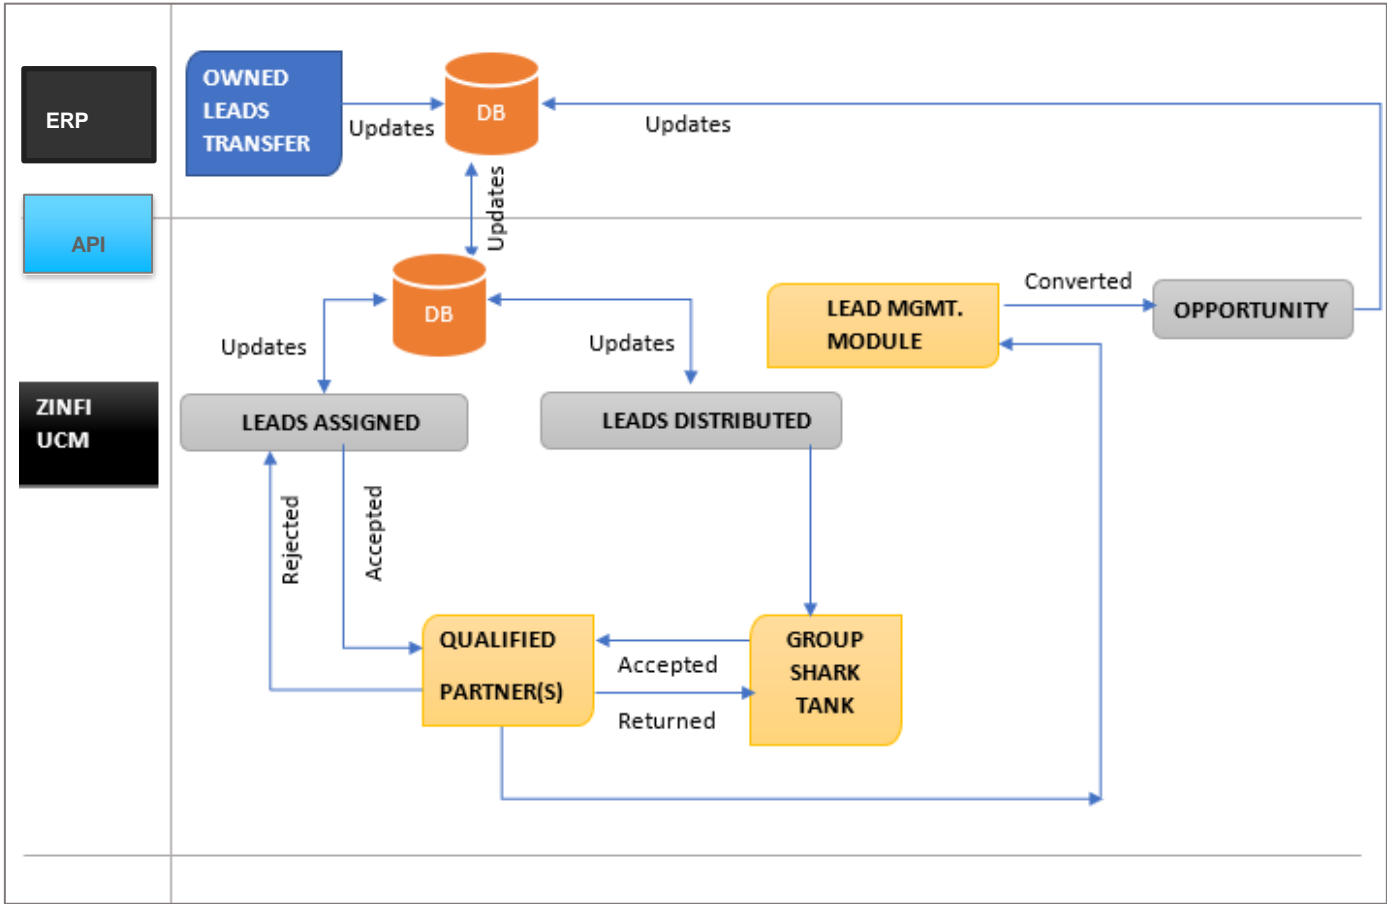 ERP
OWNED
LEADS
TRANSFER
Updates
DB
Updates
Updates
API
DB
Updates
Updates
LEAD MGMT.
MODULE
Converted
OPPORTUNITY
ZINFI
UCM
LEADS ASSIGNED
LEADS DISTRIBUTED
Rejected
Accepted
QUALIFIED
PARTNER(S)
Accepted
Returned
GROUP
SHARK
TANK